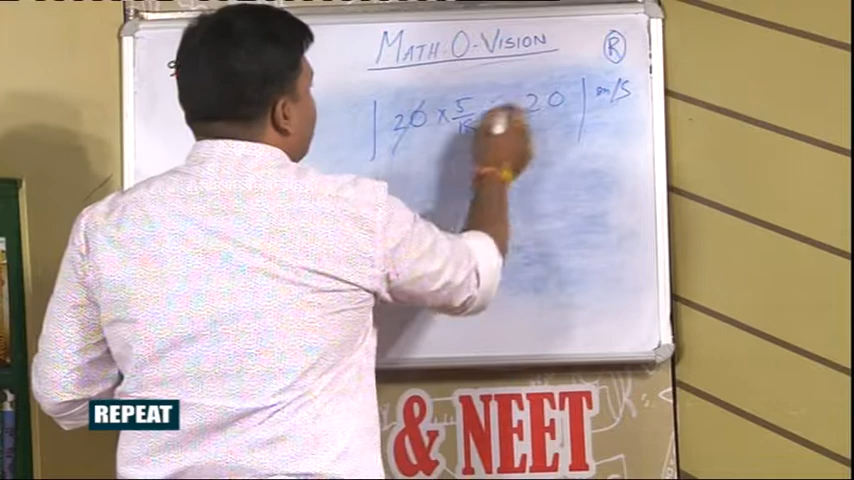 MATH-O-VISION Ⓡ
| 20 × 5/18 20 | m/s
REPEAT
& NEET